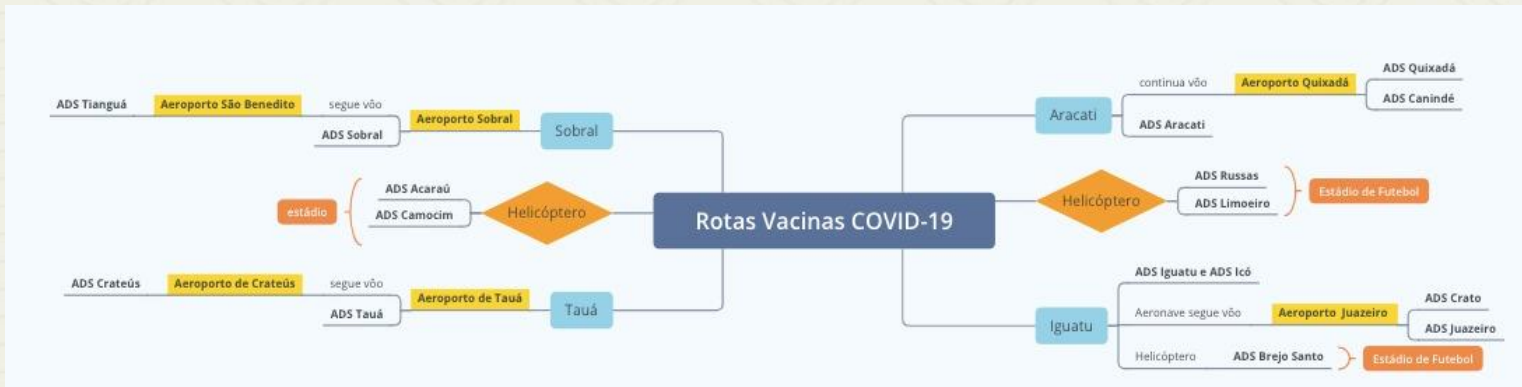 Rotas Vacinas COVID-19
Sobral
Aeroporto Sobral
segue vôo
Aeroporto São Benedito
ADS Tianguá
ADS Sobral
Helicóptero
ADS Acaraú
ADS Camocim
estádio
Tauá
Aeroporto de Tauá
segue vôo
Aeroporto de Crateús
ADS Crateús
ADS Tauá
Aracati
continua vôo
Aeroporto Quixadá
ADS Quixadá
ADS Canindé
ADS Aracati
Helicóptero
ADS Russas
ADS Limoeiro
Estádio de Futebol
Iguatu
ADS Iguatu e ADS Icó
Aeronave segue vôo
Aeroporto Juazeiro
ADS Crato
ADS Juazeiro
Helicóptero
ADS Brejo Santo
Estádio de Futebol